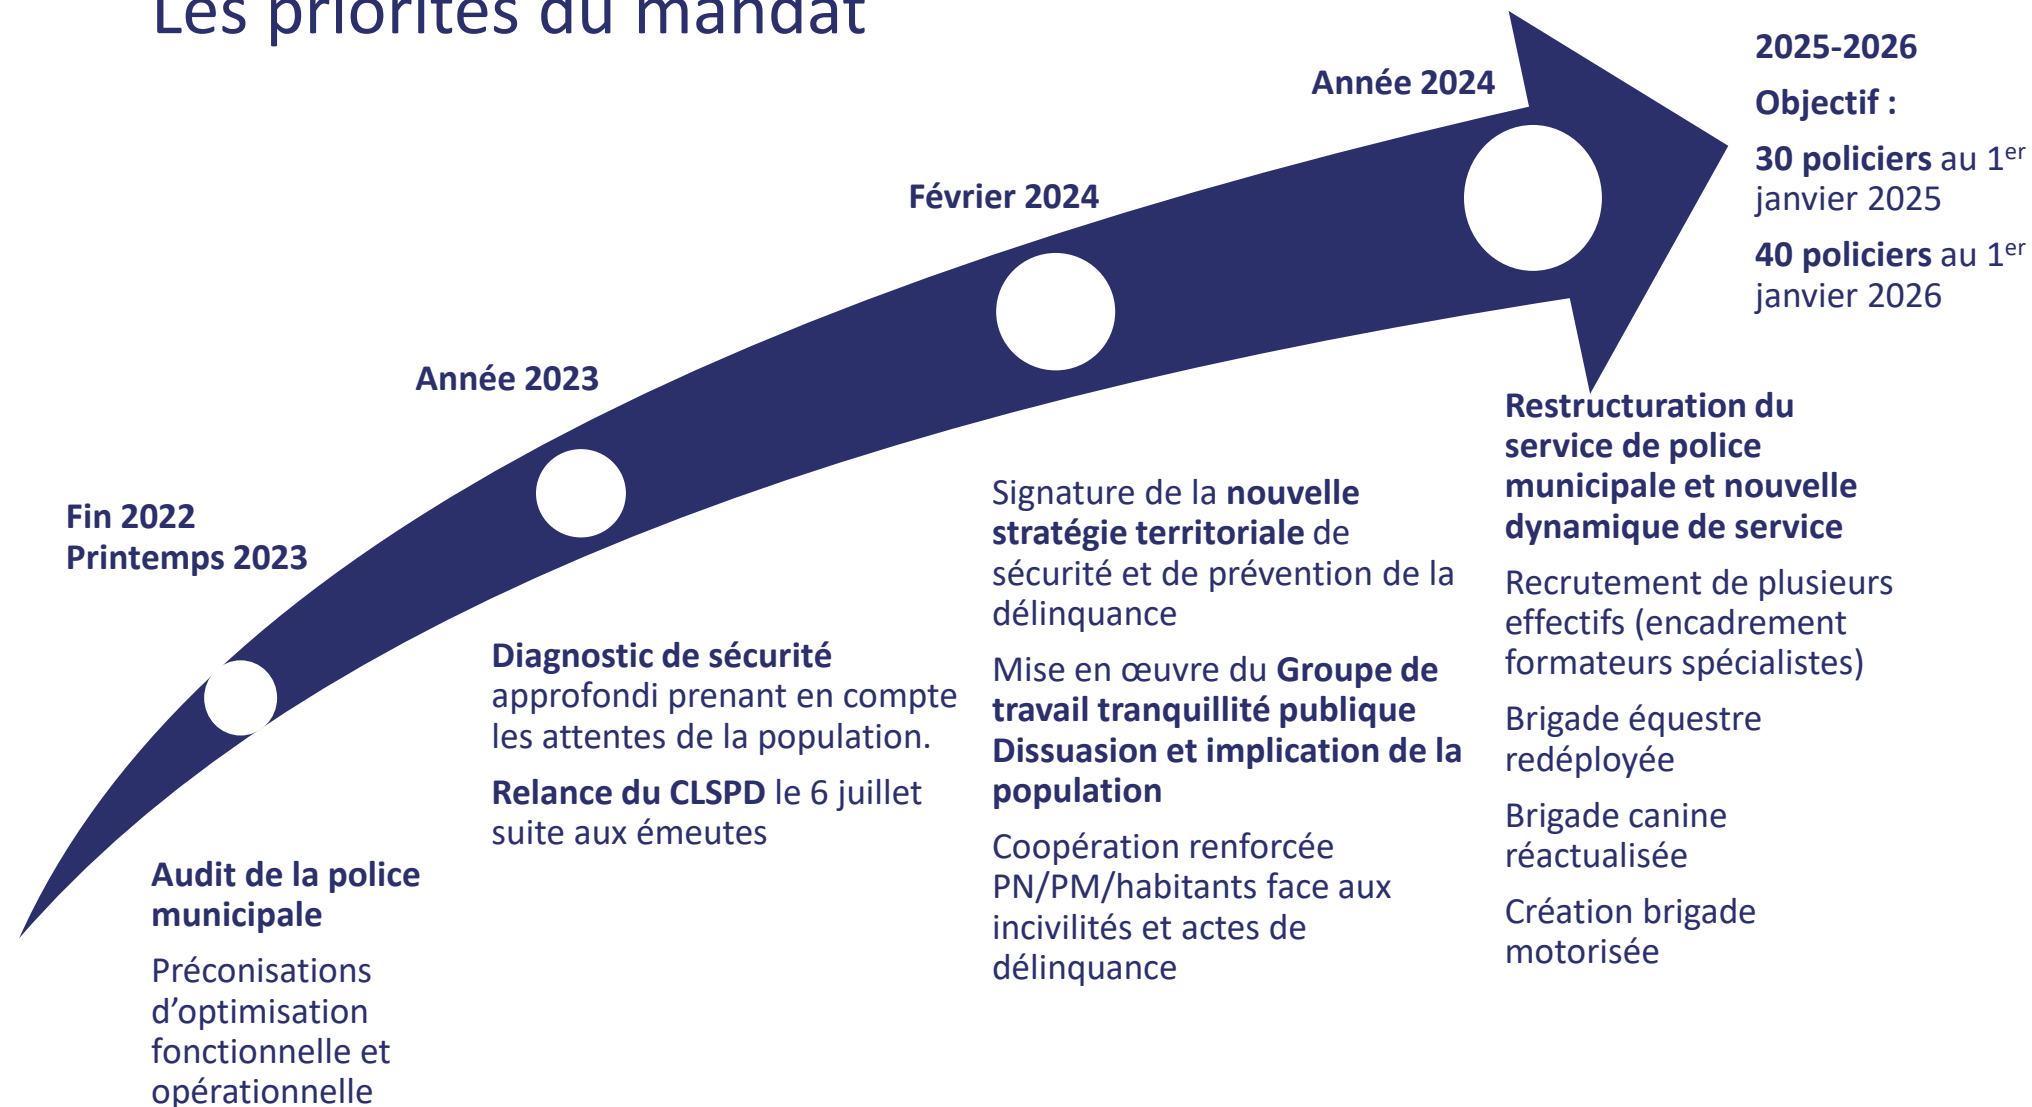 Les priorités du mandat
Fin 2022
Printemps 2023
Audit de la police
municipale
Préconisations
d’optimisation
fonctionnelle et
opérationnelle
Année 2023
Diagnostic de sécurité
approfondi prenant en compte
les attentes de la population.
Relance du CLSPD le 6 juillet
suite aux émeutes
Février 2024
Signature de la nouvelle
stratégie territoriale de
sécurité et de prévention de la
délinquance
Mise en œuvre du Groupe de
travail tranquillité publique
Dissuasion et implication de la
population
Coopération renforcée
PN/PM/habitants face aux
incivilités et actes de
délinquance
Année 2024
Restructuration du
service de police
municipale et nouvelle
dynamique de service
Recrutement de plusieurs
effectifs (encadrement
formateurs spécialistes)
Brigade équestre
redéployée
Brigade canine
réactualisée
Création brigade
motorisée
2025-2026
Objectif :
30 policiers au 1er
janvier 2025
40 policiers au 1er
janvier 2026